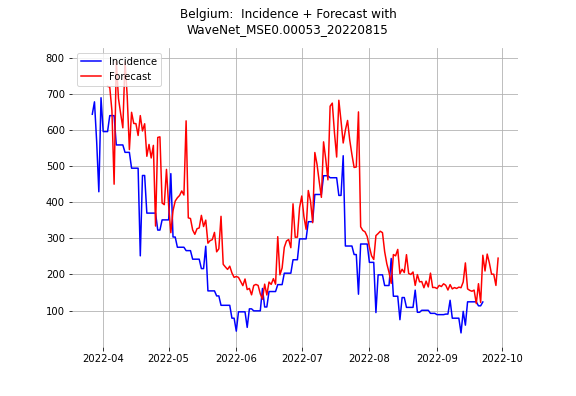 Belgium:  Incidence + Forecast with
WaveNet_MSE0.00053_20220815
800
700
600
500
400
300
200
100
Incidence
Forecast
2022-04 2022-05 2022-06 2022-07 2022-08 2022-09 2022-10